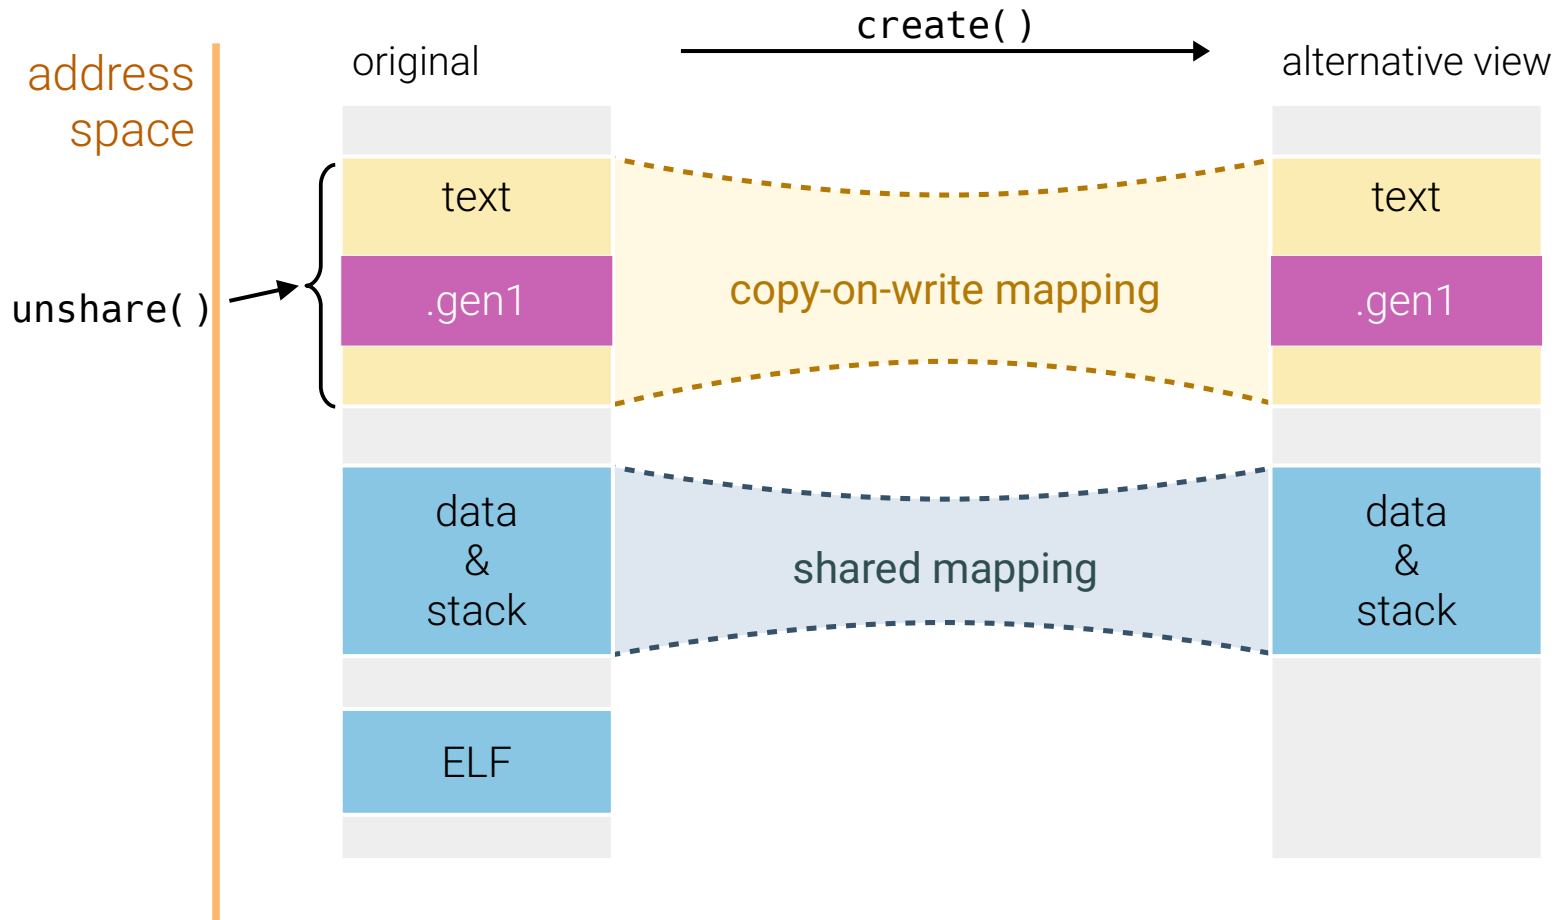 create()
original
alternative view
address
space
text
text
unshare()
.gen1
copy-on-write mapping
.gen1
data
&
stack
shared mapping
data
&
stack
ELF